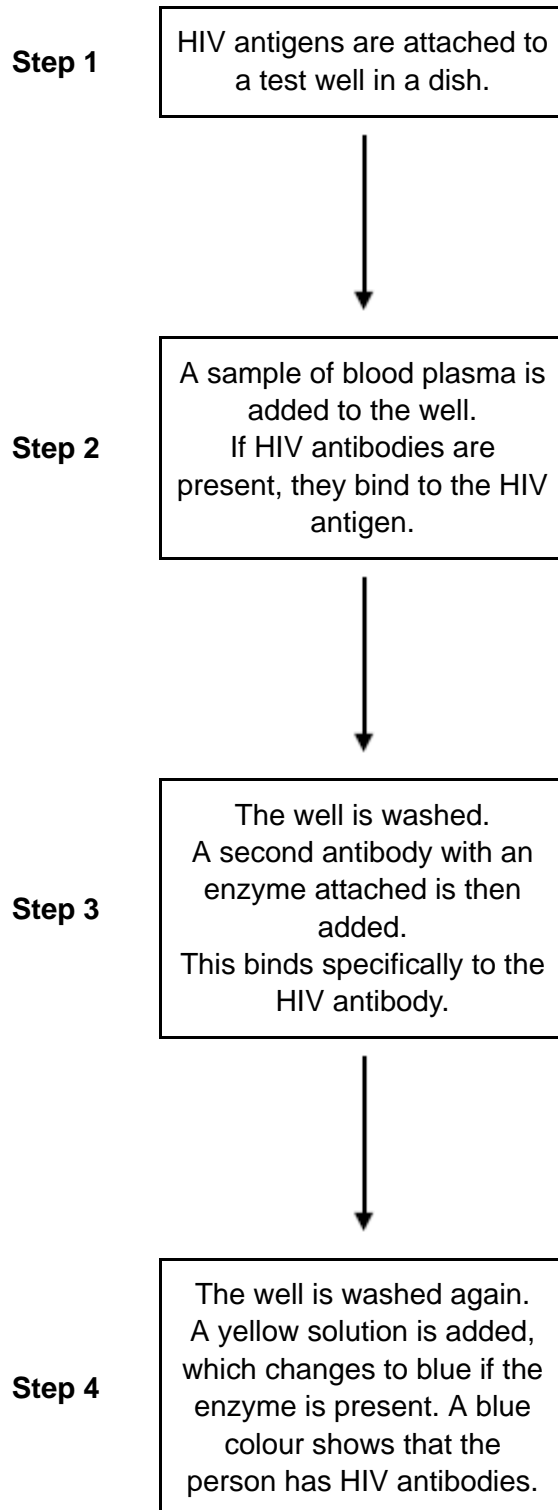 Step 1
HIV antigens are attached to
a test well in a dish.
Step 2
A sample of blood plasma is
added to the well.
If HIV antibodies are
present, they bind to the HIV
antigen.
Step 3
The well is washed.
A second antibody with an
enzyme attached is then
added.
This binds specifically to the
HIV antibody.
Step 4
The well is washed again.
A yellow solution is added,
which changes to blue if the
enzyme is present. A blue
colour shows that the
person has HIV antibodies.